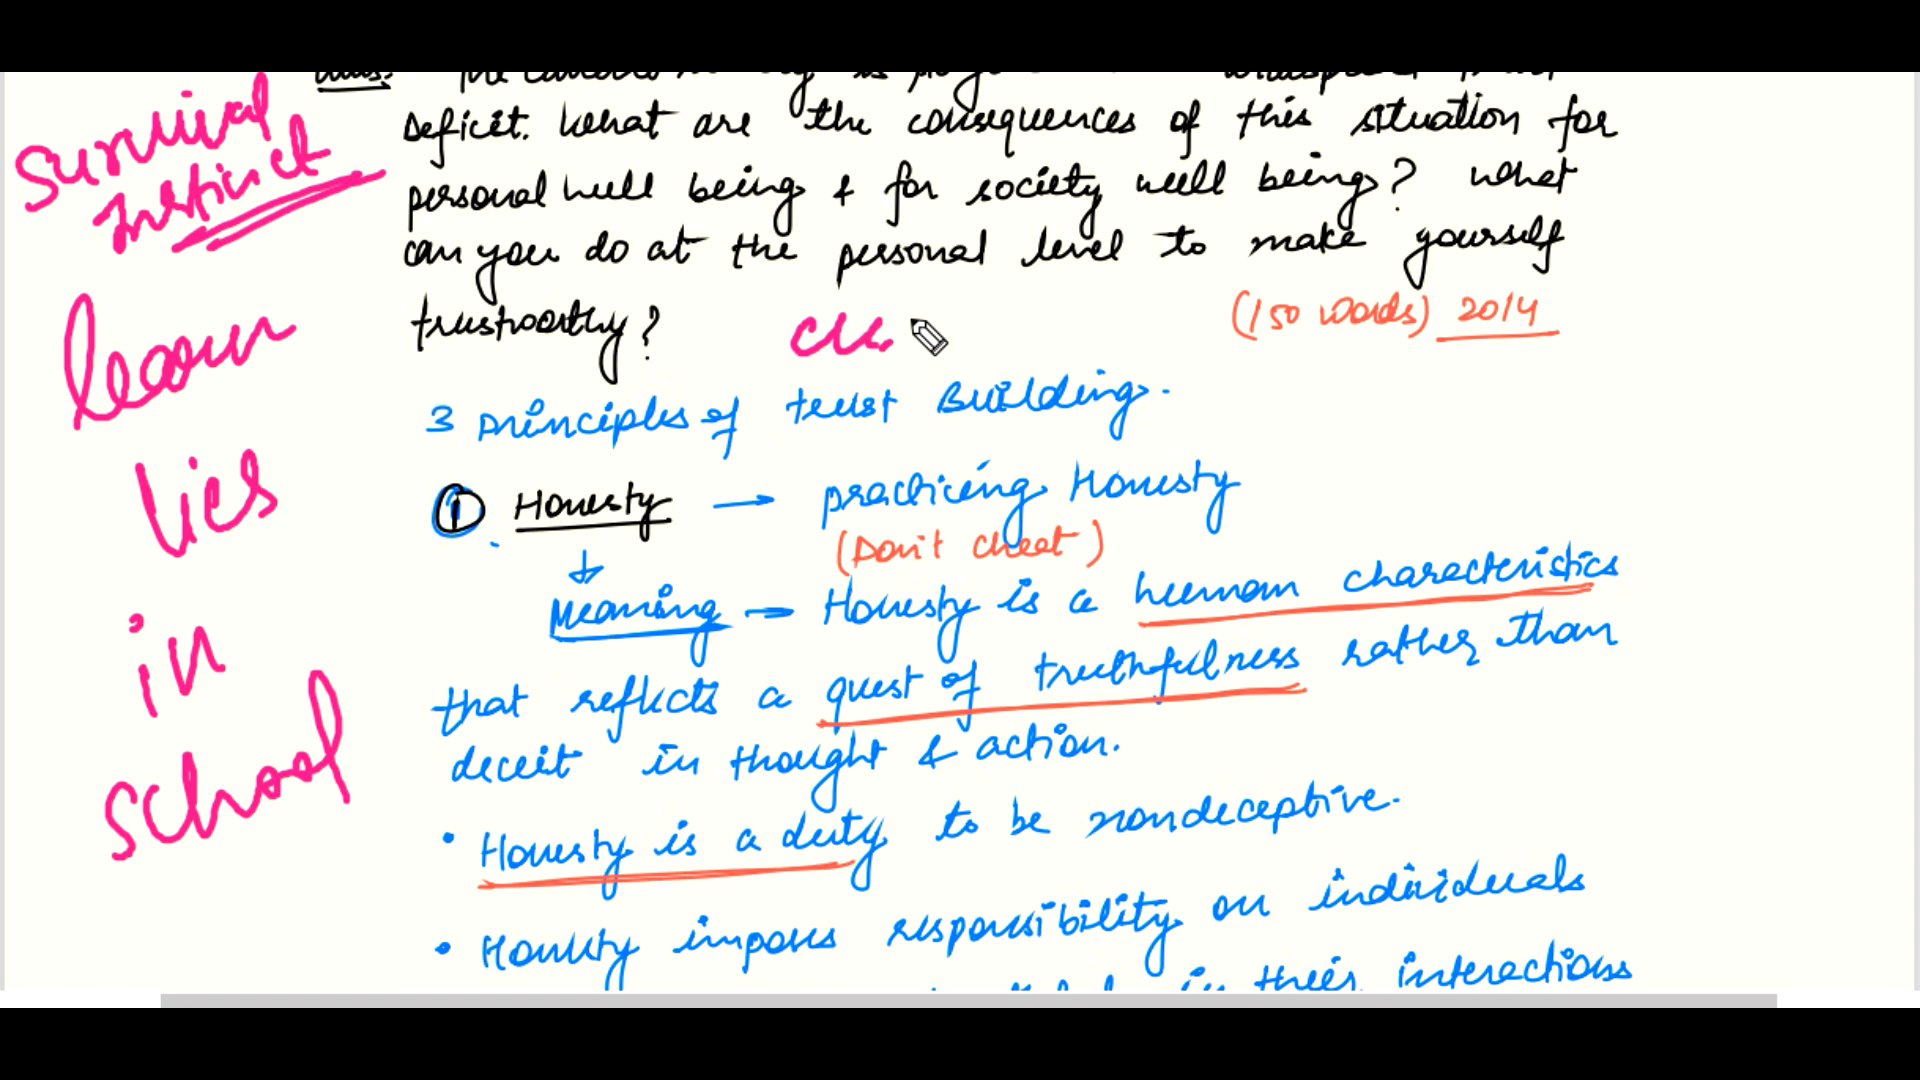 Survival
Instinct
learn
lies
in
school
Deficit. What are the consequences of this situation for
personal well being & for society well being? What
can you do at the personal level to make yourself
trustworthy?
(150 words) 2014
3 principles of trust Building.
① Honesty → practicing Honesty
(Don't cheat)
Meaning → Honesty is a human characteristics
that reflects a quest of truthfulness rather than
deceit in thought & action.
• Honesty is a duty to be nondeceptive.
• Honesty imposes responsibility on individuals
in their interactions